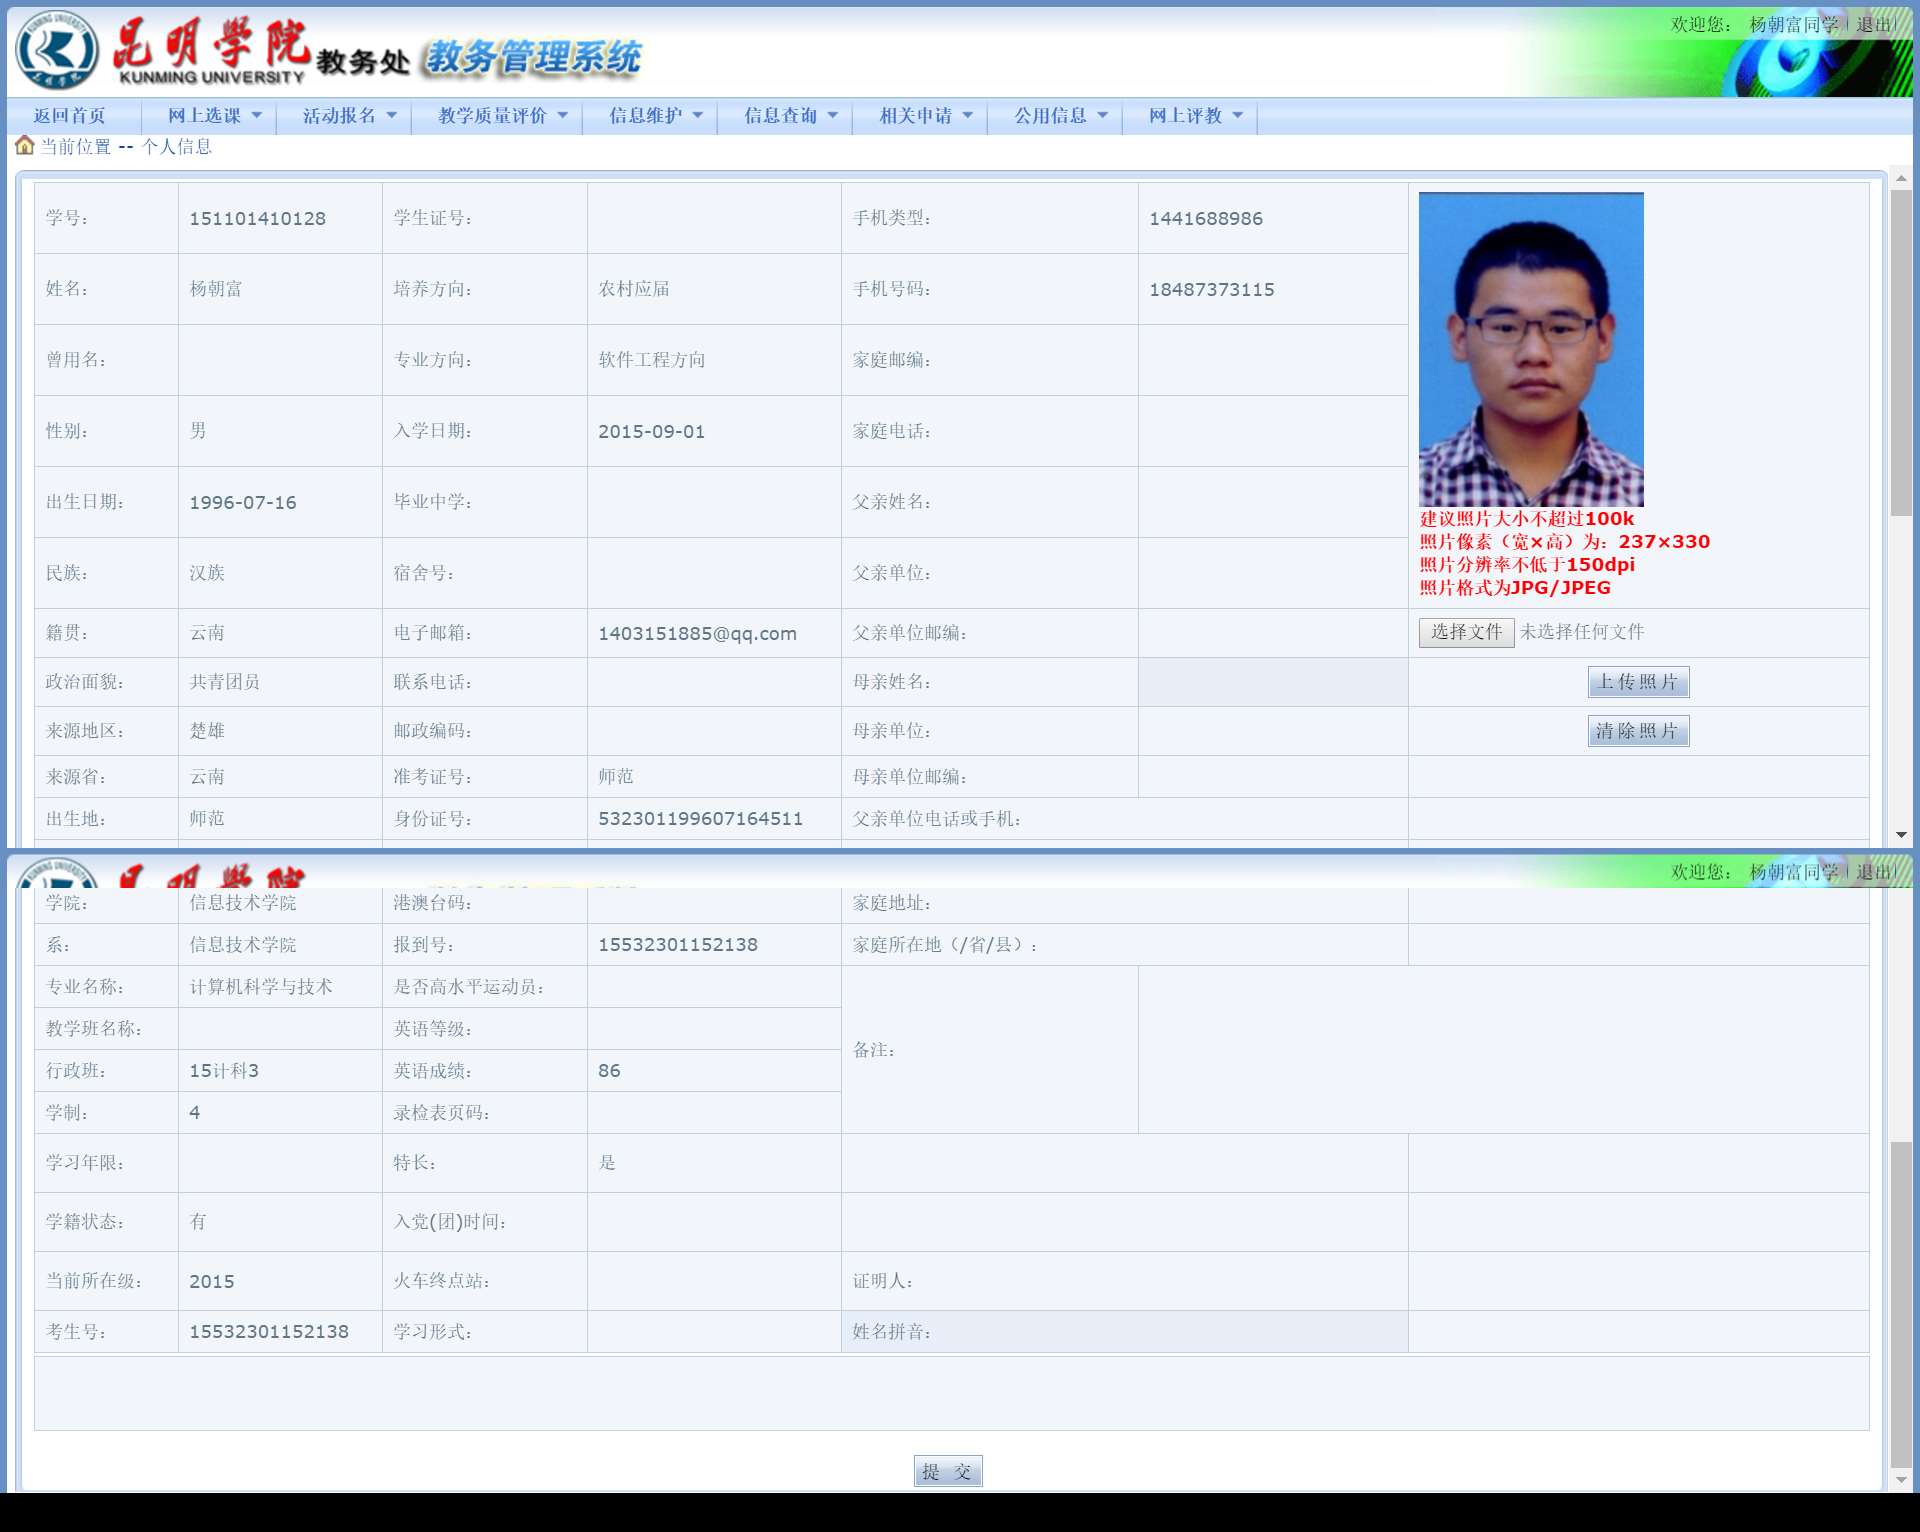 昆明学院
KUNMING UNIVERSITY
教务处 教务管理系统
欢迎您： 杨朝富同学 | 退出|
返回首页 网上选课 活动报名 教学质量评价 信息维护 信息查询 相关申请 公用信息 网上评教
当前位置 -- 个人信息
学号： 151101410128 学生证号： 手机类型： 1441688986
姓名： 杨朝富 培养方向： 农村应届 手机号码： 18487373115
曾用名： 专业方向： 软件工程方向 家庭邮编：
性别： 男 入学日期： 2015-09-01 家庭电话：
出生日期： 1996-07-16 毕业中学： 父亲姓名：
建议照片大小不超过100k
照片像素（宽×高）为：237×330
照片分辨率不低于150dpi
照片格式为JPG/JPEG
民族： 汉族 宿舍号： 父亲单位：
籍贯： 云南 电子邮箱： 1403151885@qq.com 父亲单位邮编： 选择文件 未选择任何文件
政治面貌： 共青团员 联系电话： 母亲姓名： 上传照片
来源地区： 楚雄 邮政编码： 母亲单位： 清除照片
来源省： 云南 准考证号： 师范 母亲单位邮编：
出生地： 师范 身份证号： 532301199607164511 父亲单位电话或手机：
欢迎您： 杨朝富同学 | 退出|
学院： 信息技术学院 港澳台码： 家庭地址：
系： 信息技术学院 报到号： 15532301152138 家庭所在地（/省/县）：
专业名称： 计算机科学与技术 是否高水平运动员：
教学班名称： 英语等级：
备注：
行政班： 15计科3 英语成绩： 86
学制： 4 录检表页码：
学习年限： 特长： 是
学籍状态： 有 入党(团)时间：
当前所在级： 2015 火车终点站： 证明人：
考生号： 15532301152138 学习形式： 姓名拼音：
提 交